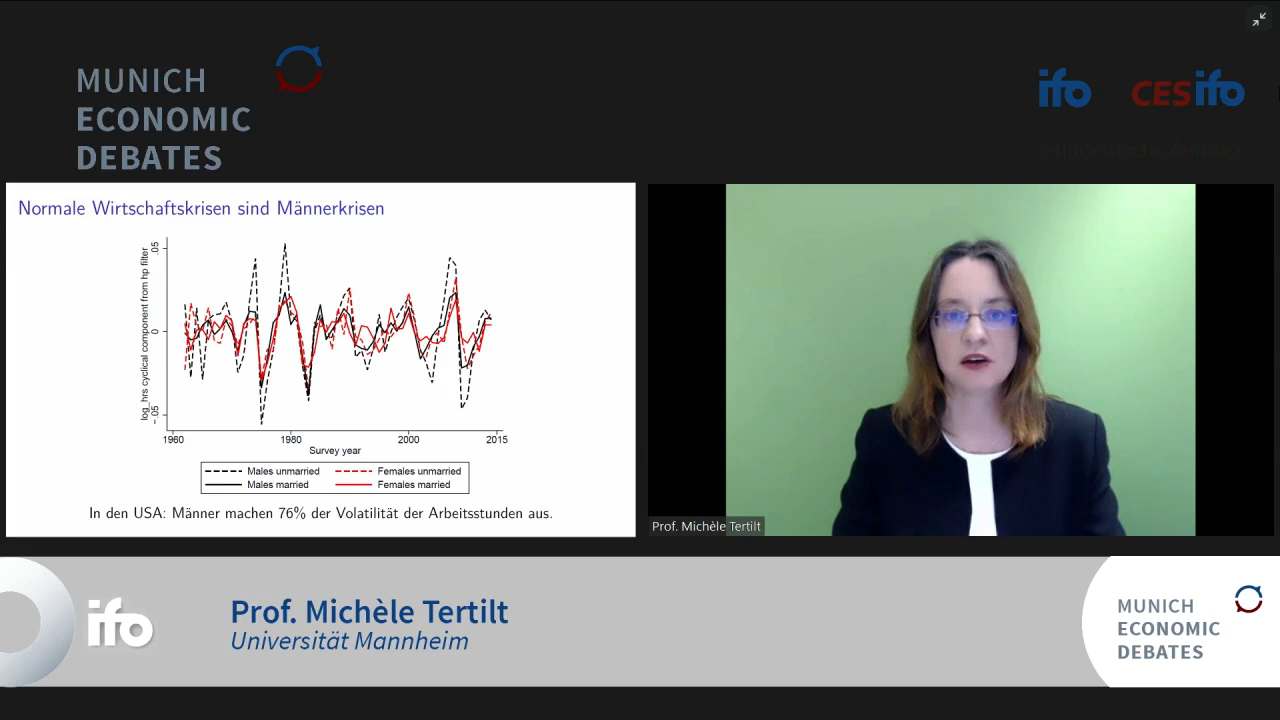 MUNICH
ECONOMIC
DEBATES
ifo
CESifo
Normale Wirtschaftskrisen sind Männerkrisen
log_hrs cyclical component from hp filter
.05
0
-.05
1960
1980
2000
2015
Survey year
Males unmarried
Females unmarried
Males married
Females married
In den USA: Männer machen 76% der Volatilität der Arbeitsstunden aus.
Prof. Michèle Tertilt
ifo
Prof. Michèle Tertilt
Universität Mannheim
MUNICH
ECONOMIC
DEBATES